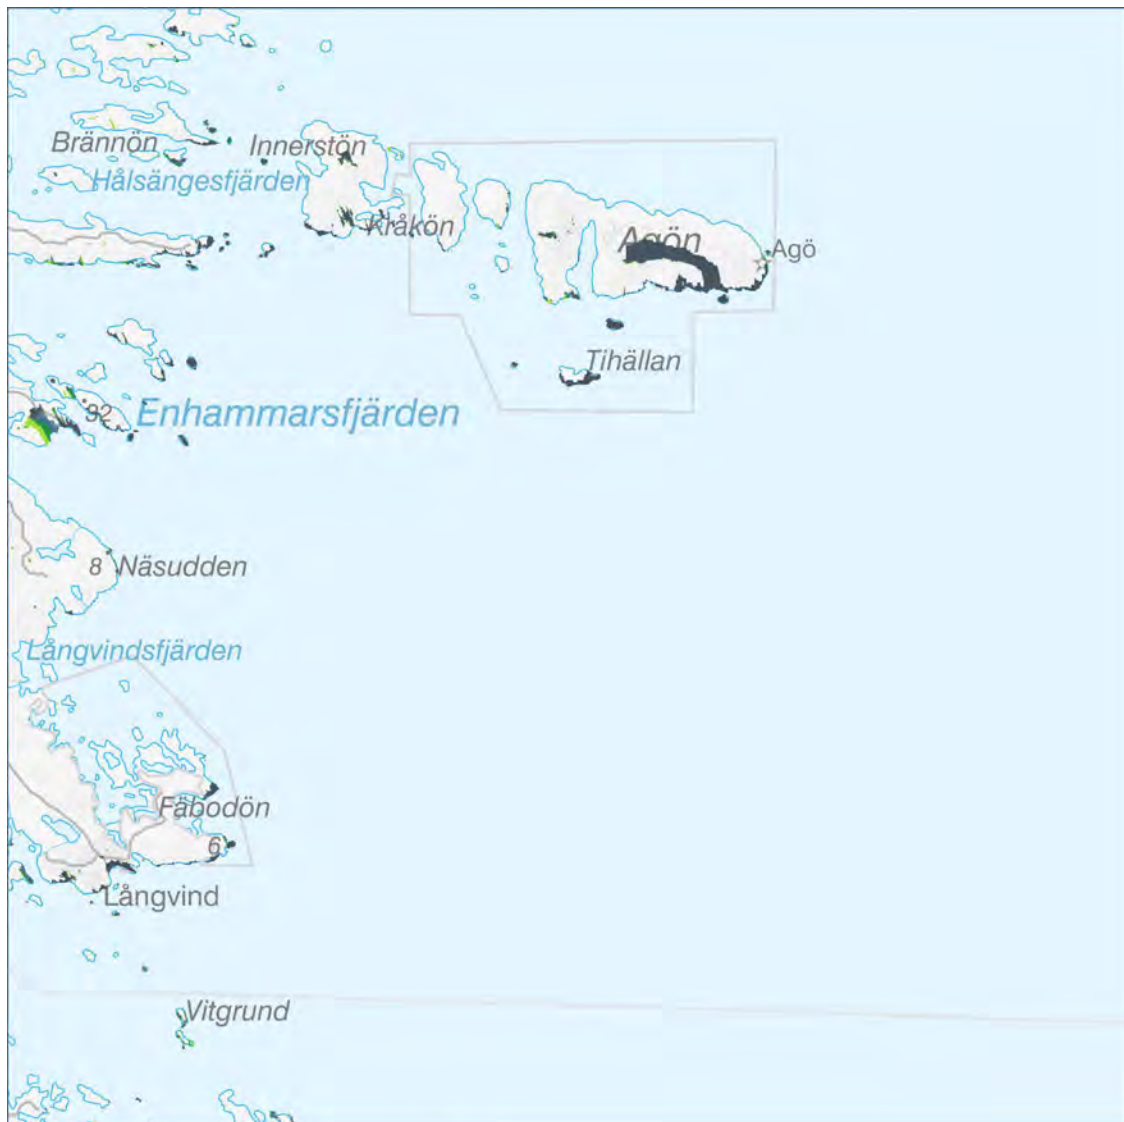 Brännön
Innerstön
Hålsängesfjärden
Kråkön
Agön
Agö
Tihällan
32
Enhammarsfjärden
8
Näsudden
Långvindsfjärden
Fäbodön
6
Långvind
Vitgrund